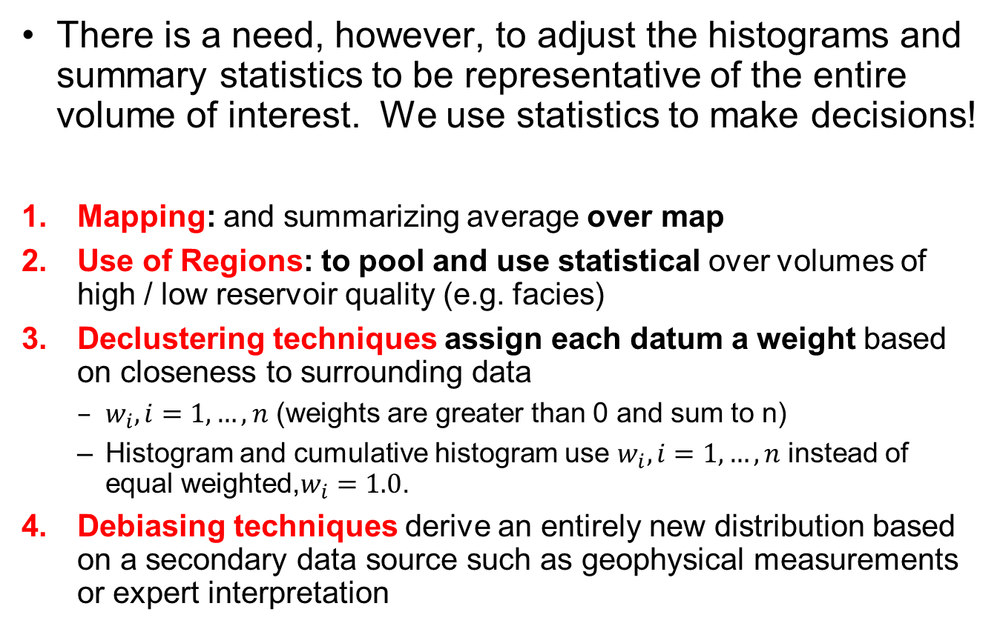 • There is a need, however, to adjust the histograms and
summary statistics to be representative of the entire
volume of interest.  We use statistics to make decisions!
1. Mapping: and summarizing average over map
2. Use of Regions: to pool and use statistical over volumes of
high / low reservoir quality (e.g. facies)
3. Declustering techniques assign each datum a weight based
on closeness to surrounding data
– 𝑤ᵢ, 𝑖 = 1, … , 𝑛 (weights are greater than 0 and sum to n)
– Histogram and cumulative histogram use 𝑤ᵢ, 𝑖 = 1, … , 𝑛 instead of
equal weighted,𝑤ᵢ = 1.0.
4. Debiasing techniques derive an entirely new distribution based
on a secondary data source such as geophysical measurements
or expert interpretation